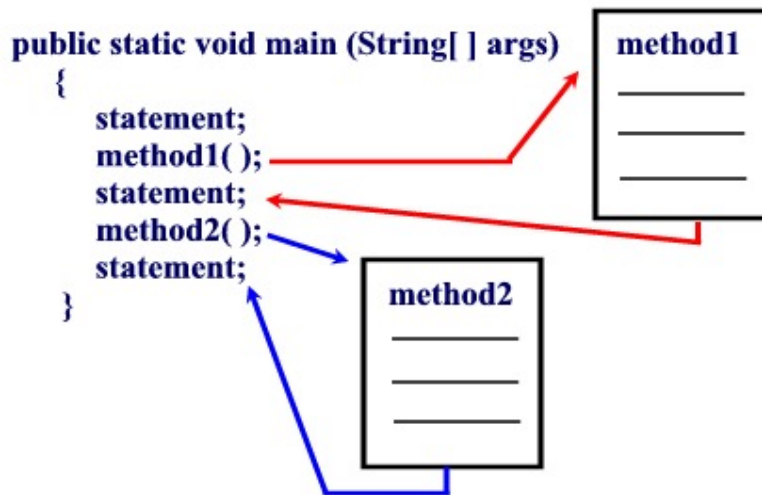 public static void main (String[ ] args)
{
statement;
method1( );
statement;
method2( );
statement;
}
method1
method2